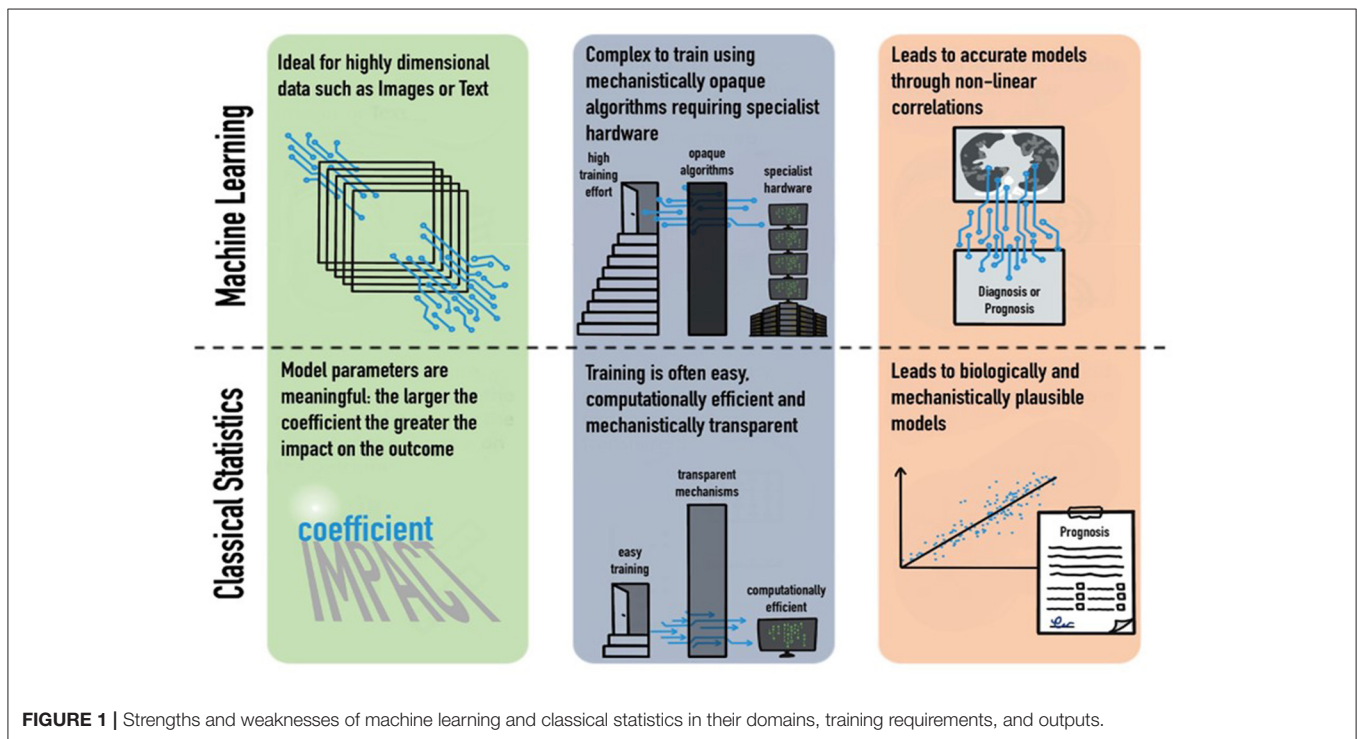 Machine Learning
Ideal for highly dimensional
data such as Images or Text
Complex to train using
mechanistically opaque
algorithms requiring specialist
hardware
high
training
effort
opaque
algorithms
specialist
hardware
Leads to accurate models
through non-linear
correlations
Diagnosis or
Prognosis
Classical Statistics
Model parameters are
meaningful: the larger the
coefficient the greater the
impact on the outcome
coefficient
IMPACT
Training is often easy,
computationally efficient and
mechanistically transparent
transparent
mechanisms
easy
training
computationally
efficient
Leads to biologically and
mechanistically plausible
models
Prognosis
FIGURE 1 | Strengths and weaknesses of machine learning and classical statistics in their domains, training requirements, and outputs.